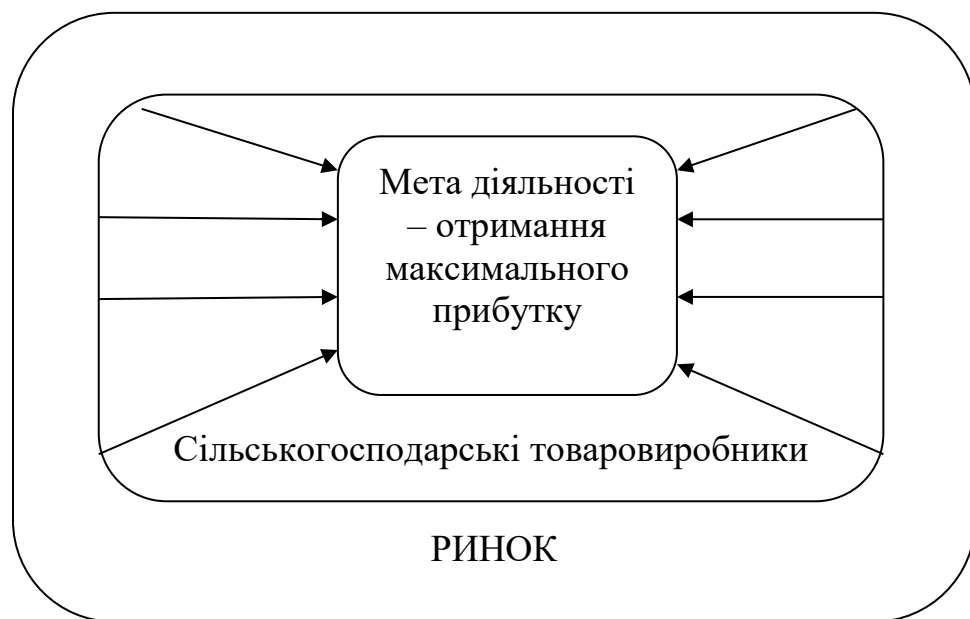 Мета діяльності
– отримання
максимального
прибутку
Сільськогосподарські товаровиробники
РИНОК